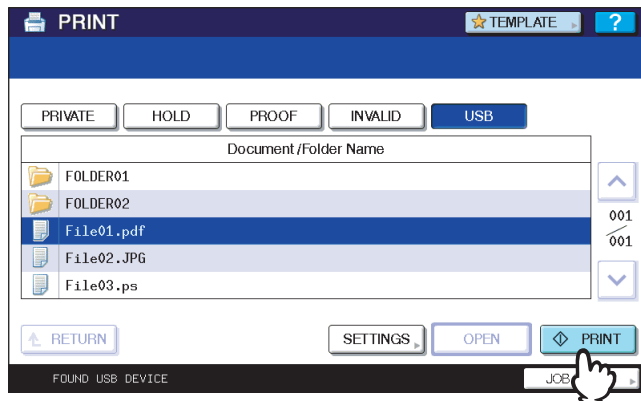 PRINT
TEMPLATE
?
PRIVATE HOLD PROOF INVALID USB
Document/Folder Name
FOLDER01
FOLDER02
File01.pdf
File02.JPG
File03.ps
001
001
RETURN SETTINGS OPEN PRINT
FOUND USB DEVICE
JOB